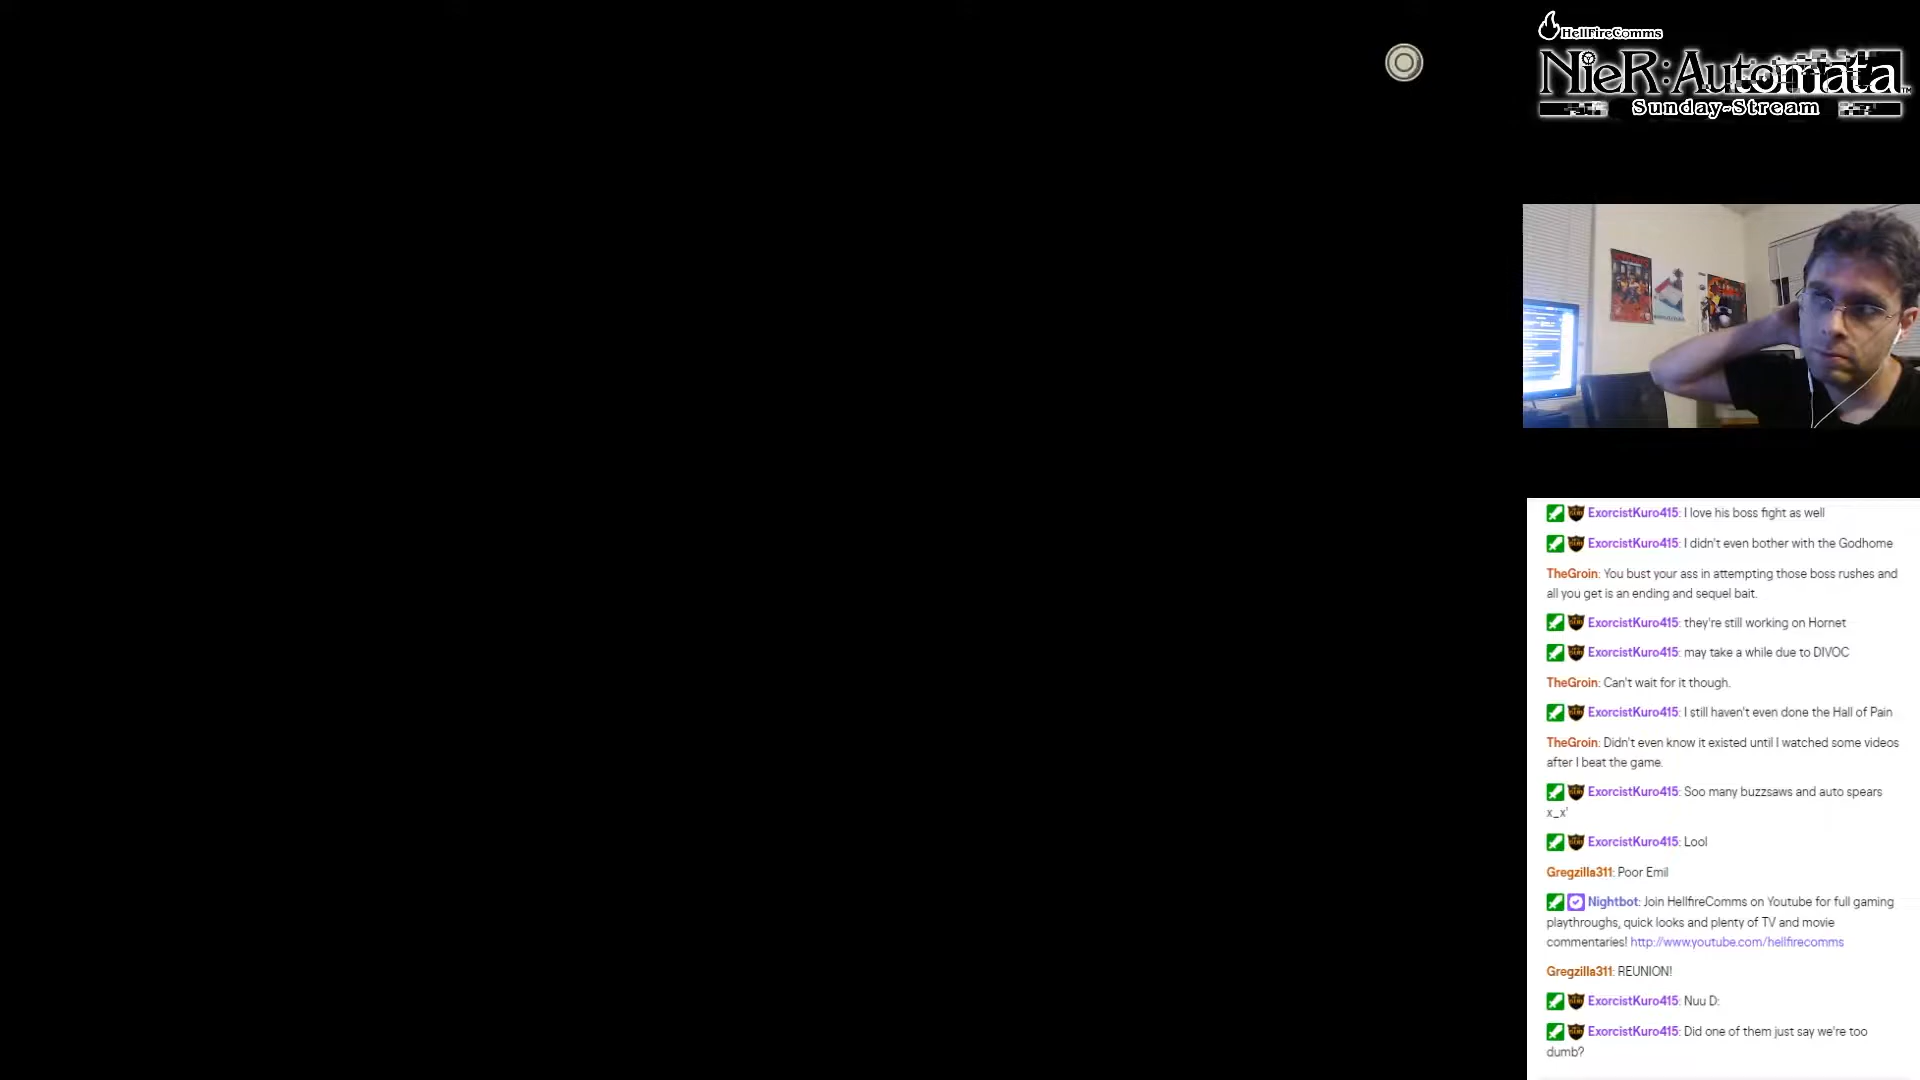 HellFireComms
NieR:Automata
Sunday-Stream
ExorcistKuro415: I love his boss fight as well
ExorcistKuro415: I didn't even bother with the Godhome
TheGroin: You bust your ass in attempting those boss rushes and
all you get is an ending and sequel bait.
ExorcistKuro415: they're still working on Hornet
ExorcistKuro415: may take a while due to DIVOC
TheGroin: Can't wait for it though.
ExorcistKuro415: I still haven't even done the Hall of Pain
TheGroin: Didn't even know it existed until I watched some videos
after I beat the game.
ExorcistKuro415: Soo many buzzsaws and auto spears
x_x'
ExorcistKuro415: Lool
Gregzilla311: Poor Emil
Nightbot: Join HellfireComms on Youtube for full gaming
playthroughs, quick looks and plenty of TV and movie
commentaries! http://www.youtube.com/hellfirecomms
Gregzilla311: REUNION!
ExorcistKuro415: Nuu D:
ExorcistKuro415: Did one of them just say we're too
dumb?